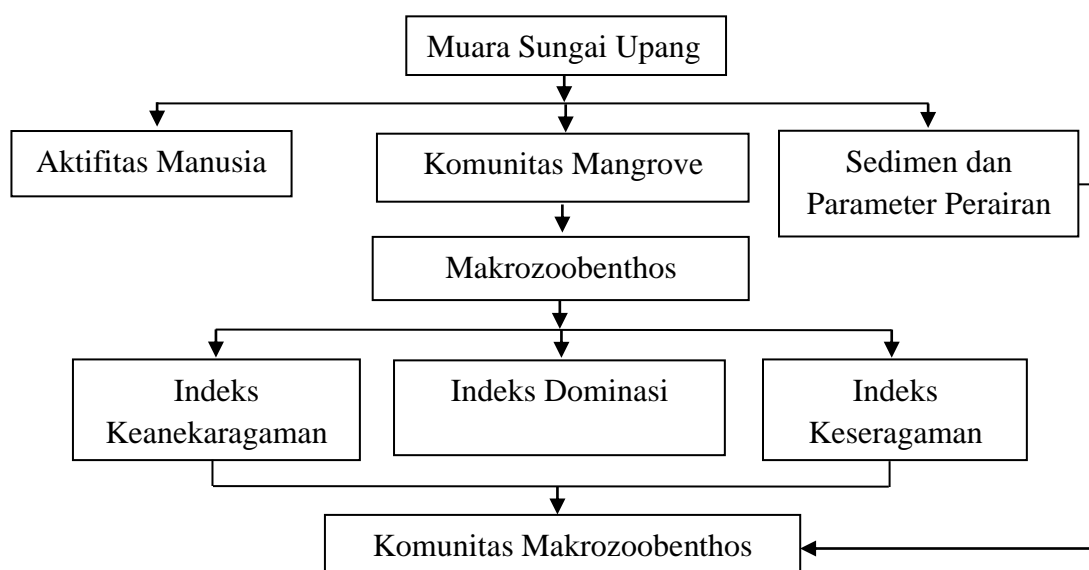 Muara Sungai Upang
Aktifitas Manusia
Komunitas Mangrove
Sedimen dan
Parameter Perairan
Makrozoobenthos
Indeks
Keanekaragaman
Indeks Dominasi
Indeks
Keseragaman
Komunitas Makrozoobenthos